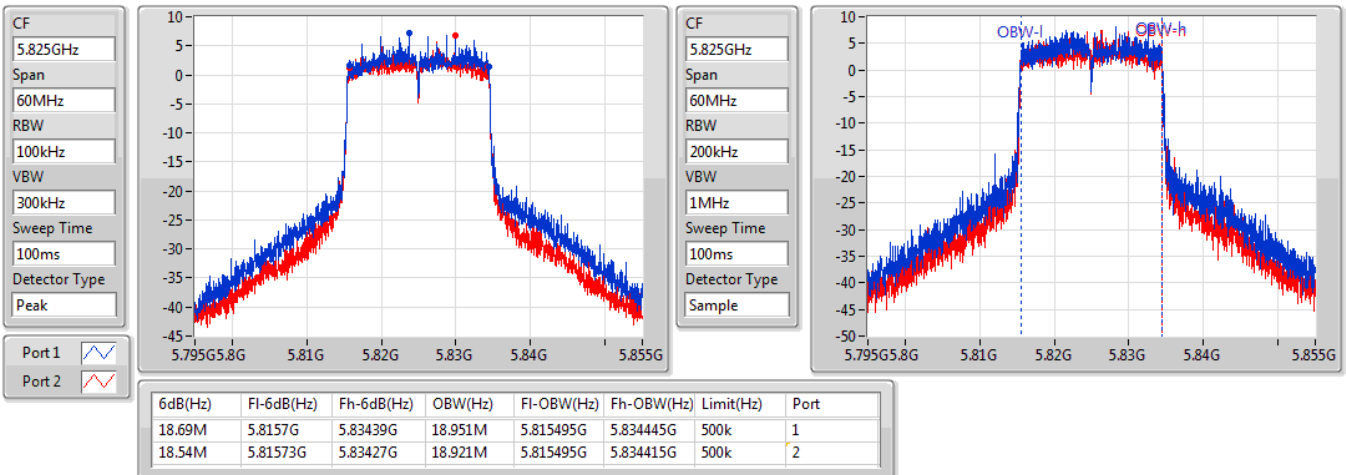 CF
5.825GHz
Span
60MHz
RBW
100kHz
VBW
300kHz
Sweep Time
100ms
Detector Type
Peak
Port 1
Port 2
10
5
0
-5
-10
-15
-20
-25
-30
-35
-40
-45
5.795G 5.8G 5.81G 5.82G 5.83G 5.84G 5.855G
CF
5.825GHz
Span
60MHz
RBW
200kHz
VBW
1MHz
Sweep Time
100ms
Detector Type
Sample
10
5
0
-5
-10
-15
-20
-25
-30
-35
-40
-45
-50
OBW-l OBW-h
5.795G 5.8G 5.81G 5.82G 5.83G 5.84G 5.855G
6dB(Hz) Fl-6dB(Hz) Fh-6dB(Hz) OBW(Hz) Fl-OBW(Hz) Fh-OBW(Hz) Limit(Hz) Port
18.69M 5.8157G 5.83439G 18.951M 5.815495G 5.834445G 500k 1
18.54M 5.81573G 5.83427G 18.921M 5.815495G 5.834415G 500k 2